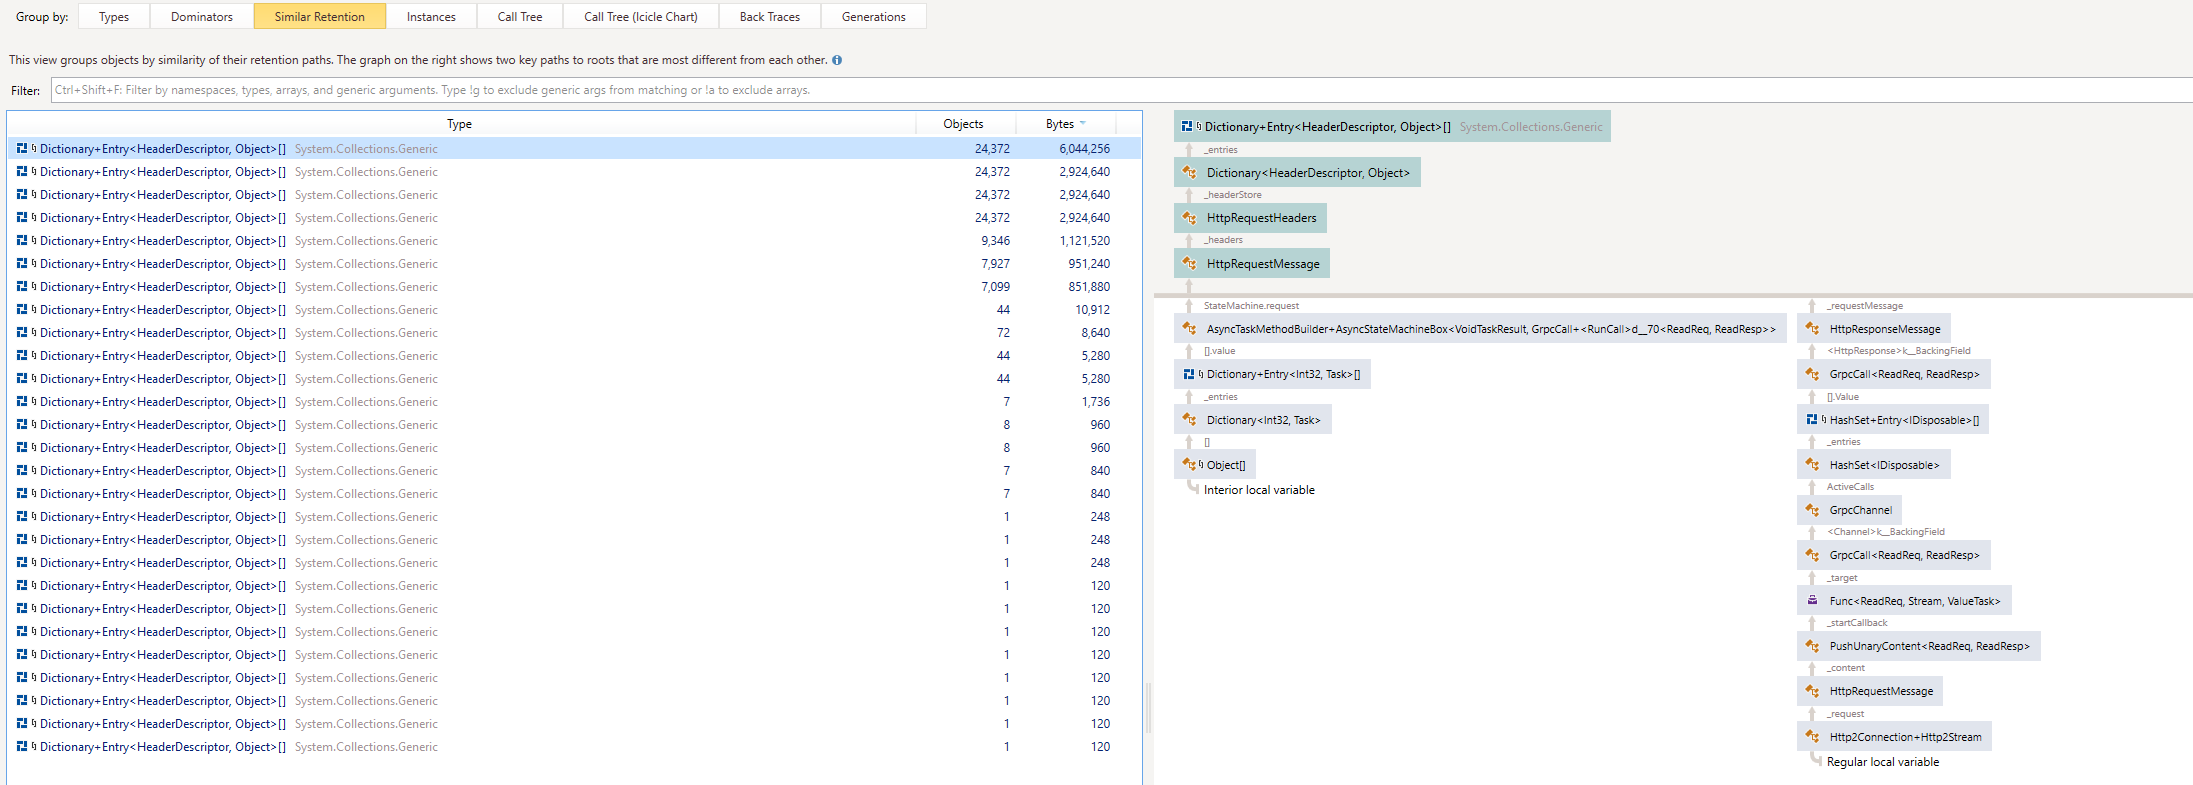 Group by: Types Dominators Similar Retention Instances Call Tree Call Tree (Icicle Chart) Back Traces Generations
This view groups objects by similarity of their retention paths. The graph on the right shows two key paths to roots that are most different from each other.
Filter: Ctrl+Shift+F: Filter by namespaces, types, arrays, and generic arguments. Type !g to exclude generic args from matching or !a to exclude arrays.
Type Objects Bytes
Dictionary+Entry<HeaderDescriptor, Object>[] System.Collections.Generic 24,372 6,044,256
Dictionary+Entry<HeaderDescriptor, Object>[] System.Collections.Generic 24,372 2,924,640
Dictionary+Entry<HeaderDescriptor, Object>[] System.Collections.Generic 24,372 2,924,640
Dictionary+Entry<HeaderDescriptor, Object>[] System.Collections.Generic 24,372 2,924,640
Dictionary+Entry<HeaderDescriptor, Object>[] System.Collections.Generic 9,346 1,121,520
Dictionary+Entry<HeaderDescriptor, Object>[] System.Collections.Generic 7,927 951,240
Dictionary+Entry<HeaderDescriptor, Object>[] System.Collections.Generic 7,099 851,880
Dictionary+Entry<HeaderDescriptor, Object>[] System.Collections.Generic 44 10,912
Dictionary+Entry<HeaderDescriptor, Object>[] System.Collections.Generic 72 8,640
Dictionary+Entry<HeaderDescriptor, Object>[] System.Collections.Generic 44 5,280
Dictionary+Entry<HeaderDescriptor, Object>[] System.Collections.Generic 44 5,280
Dictionary+Entry<HeaderDescriptor, Object>[] System.Collections.Generic 7 1,736
Dictionary+Entry<HeaderDescriptor, Object>[] System.Collections.Generic 8 960
Dictionary+Entry<HeaderDescriptor, Object>[] System.Collections.Generic 8 960
Dictionary+Entry<HeaderDescriptor, Object>[] System.Collections.Generic 7 840
Dictionary+Entry<HeaderDescriptor, Object>[] System.Collections.Generic 7 840
Dictionary+Entry<HeaderDescriptor, Object>[] System.Collections.Generic 1 248
Dictionary+Entry<HeaderDescriptor, Object>[] System.Collections.Generic 1 248
Dictionary+Entry<HeaderDescriptor, Object>[] System.Collections.Generic 1 248
Dictionary+Entry<HeaderDescriptor, Object>[] System.Collections.Generic 1 120
Dictionary+Entry<HeaderDescriptor, Object>[] System.Collections.Generic 1 120
Dictionary+Entry<HeaderDescriptor, Object>[] System.Collections.Generic 1 120
Dictionary+Entry<HeaderDescriptor, Object>[] System.Collections.Generic 1 120
Dictionary+Entry<HeaderDescriptor, Object>[] System.Collections.Generic 1 120
Dictionary+Entry<HeaderDescriptor, Object>[] System.Collections.Generic 1 120
Dictionary+Entry<HeaderDescriptor, Object>[] System.Collections.Generic 1 120
Dictionary+Entry<HeaderDescriptor, Object>[] System.Collections.Generic 1 120
Dictionary+Entry<HeaderDescriptor, Object>[] System.Collections.Generic
_entries
Dictionary<HeaderDescriptor, Object>
_headerStore
HttpRequestHeaders
_headers
HttpRequestMessage
StateMachine.request
AsyncTaskMethodBuilder+AsyncStateMachineBox<VoidTaskResult, GrpcCall+<RunCall>d__70<ReadReq, ReadResp>>
[].value
Dictionary+Entry<Int32, Task>[]
_entries
Dictionary<Int32, Task>
[]
Object[]
Interior local variable
_requestMessage
HttpResponseMessage
<HttpResponse>k__BackingField
GrpcCall<ReadReq, ReadResp>
[].Value
HashSet+Entry<IDisposable>[]
_entries
HashSet<IDisposable>
ActiveCalls
GrpcChannel
<Channel>k__BackingField
GrpcCall<ReadReq, ReadResp>
_target
Func<ReadReq, Stream, ValueTask>
_startCallback
PushUnaryContent<ReadReq, ReadResp>
_content
HttpRequestMessage
_request
Http2Connection+Http2Stream
Regular local variable